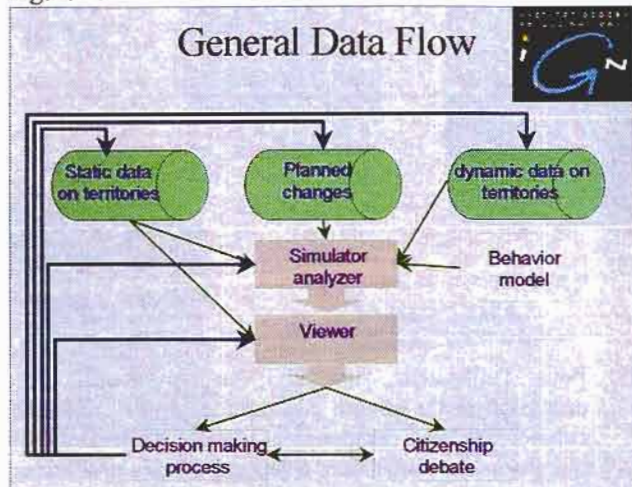 General Data Flow
Static data
on territories
Planned
changes
dynamic data on
territories
Simulator
analyzer
Behavior
model
Viewer
Decision making
process
Citizenship
debate